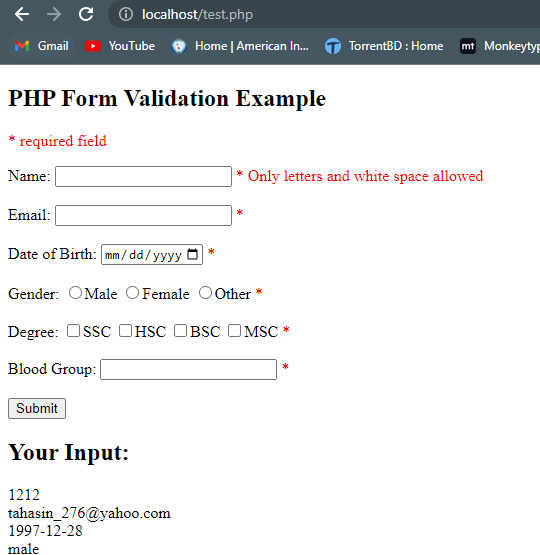 localhost/test.php
Gmail YouTube Home | American In... TorrentBD : Home mt Monkeytyp
PHP Form Validation Example
* required field
Name: * Only letters and white space allowed
Email: *
Date of Birth: mm/dd/yyyy *
Gender: Male Female Other *
Degree: SSC HSC BSC MSC *
Blood Group: *
Submit
Your Input:
1212
tahasin_276@yahoo.com
1997-12-28
male